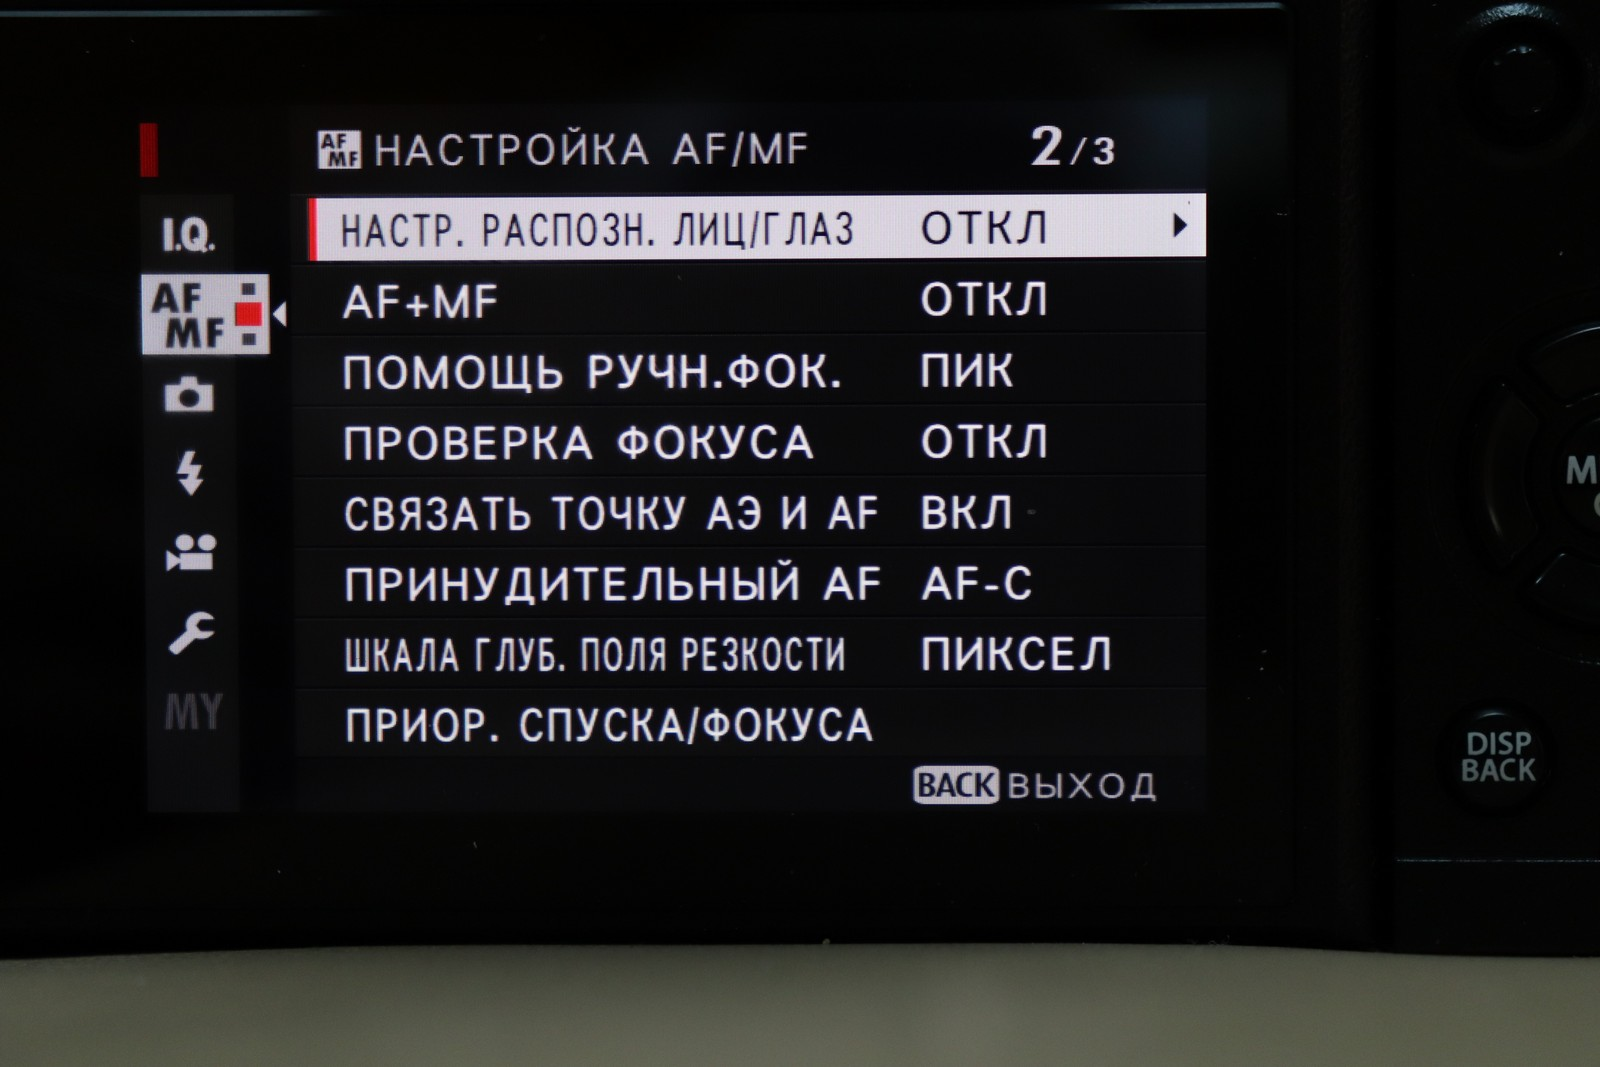 AF MF НАСТРОЙКА AF/MF 2/3
I.Q.
НАСТР. РАСПОЗН. ЛИЦ/ГЛАЗ ОТКЛ
AF MF
AF+MF ОТКЛ
ПОМОЩЬ РУЧН.ФОК. ПИК
ПРОВЕРКА ФОКУСА ОТКЛ
СВЯЗАТЬ ТОЧКУ АЭ И AF ВКЛ
ПРИНУДИТЕЛЬНЫЙ AF AF-C
ШКАЛА ГЛУБ. ПОЛЯ РЕЗКОСТИ ПИКСЕЛ
MY
ПРИОР. СПУСКА/ФОКУСА
BACK ВЫХОД
DISP
BACK